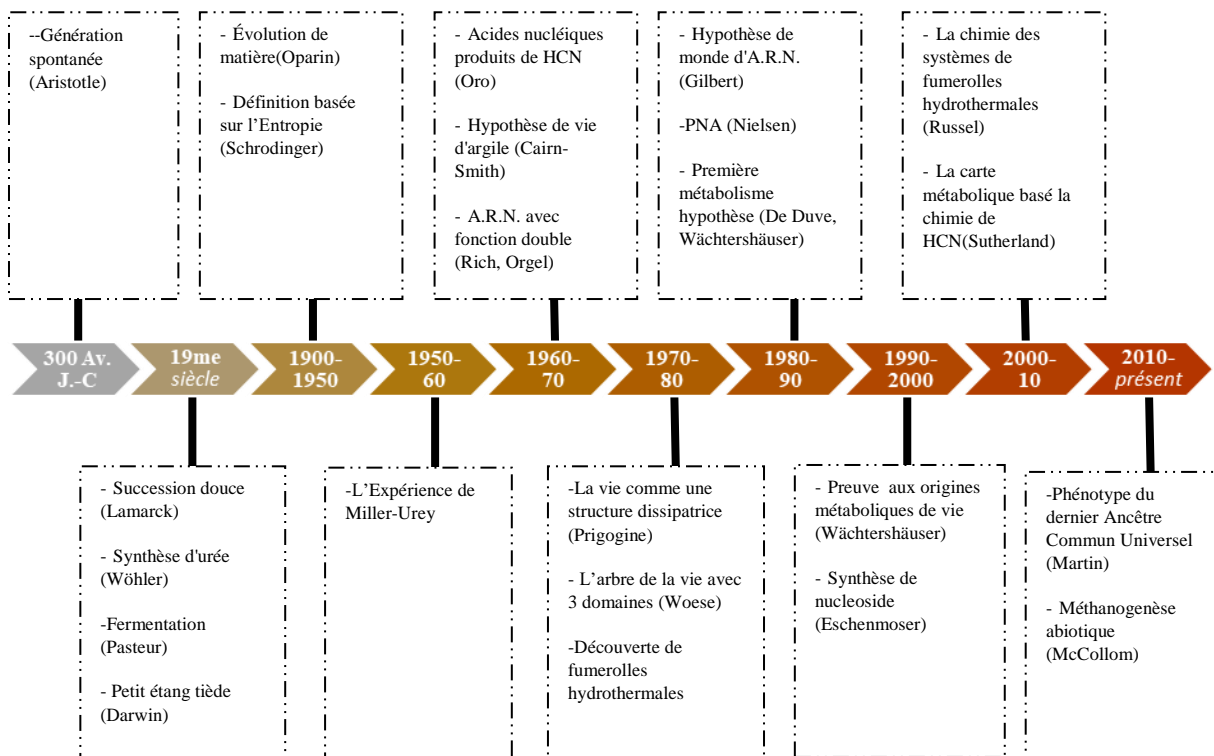 --Génération
spontanée
(Aristotle)
- Évolution de
matière(Oparin)
- Définition basée
sur l’Entropie
(Schrodinger)
- Acides nucléiques
produits de HCN
(Oro)
- Hypothèse de vie
d'argile (Cairn-
Smith)
- A.R.N. avec
fonction double
(Rich, Orgel)
- Hypothèse de
monde d'A.R.N.
(Gilbert)
-PNA (Nielsen)
- Première
métabolisme
hypothèse (De Duve,
Wächtershäuser)
- La chimie des
systèmes de
fumerolles
hydrothermales
(Russel)
- La carte
métabolique basé la
chimie de
HCN(Sutherland)
300 Av.
J.-C
19me
siècle
1900-
1950
1950-
60
1960-
70
1970-
80
1980-
90
1990-
2000
2000-
10
2010-
présent
- Succession douce
(Lamarck)
- Synthèse d'urée
(Wöhler)
-Fermentation
(Pasteur)
- Petit étang tiède
(Darwin)
-L’Expérience de
Miller-Urey
-La vie comme une
structure dissipatrice
(Prigogine)
- L’arbre de la vie avec
3 domaines (Woese)
-Découverte de
fumerolles
hydrothermales
- Preuve aux origines
métaboliques de vie
(Wächtershäuser)
- Synthèse de
nucleoside
(Eschenmoser)
-Phénotype du
dernier Ancêtre
Commun Universel
(Martin)
- Méthanogenèse
abiotique
(McCollom)